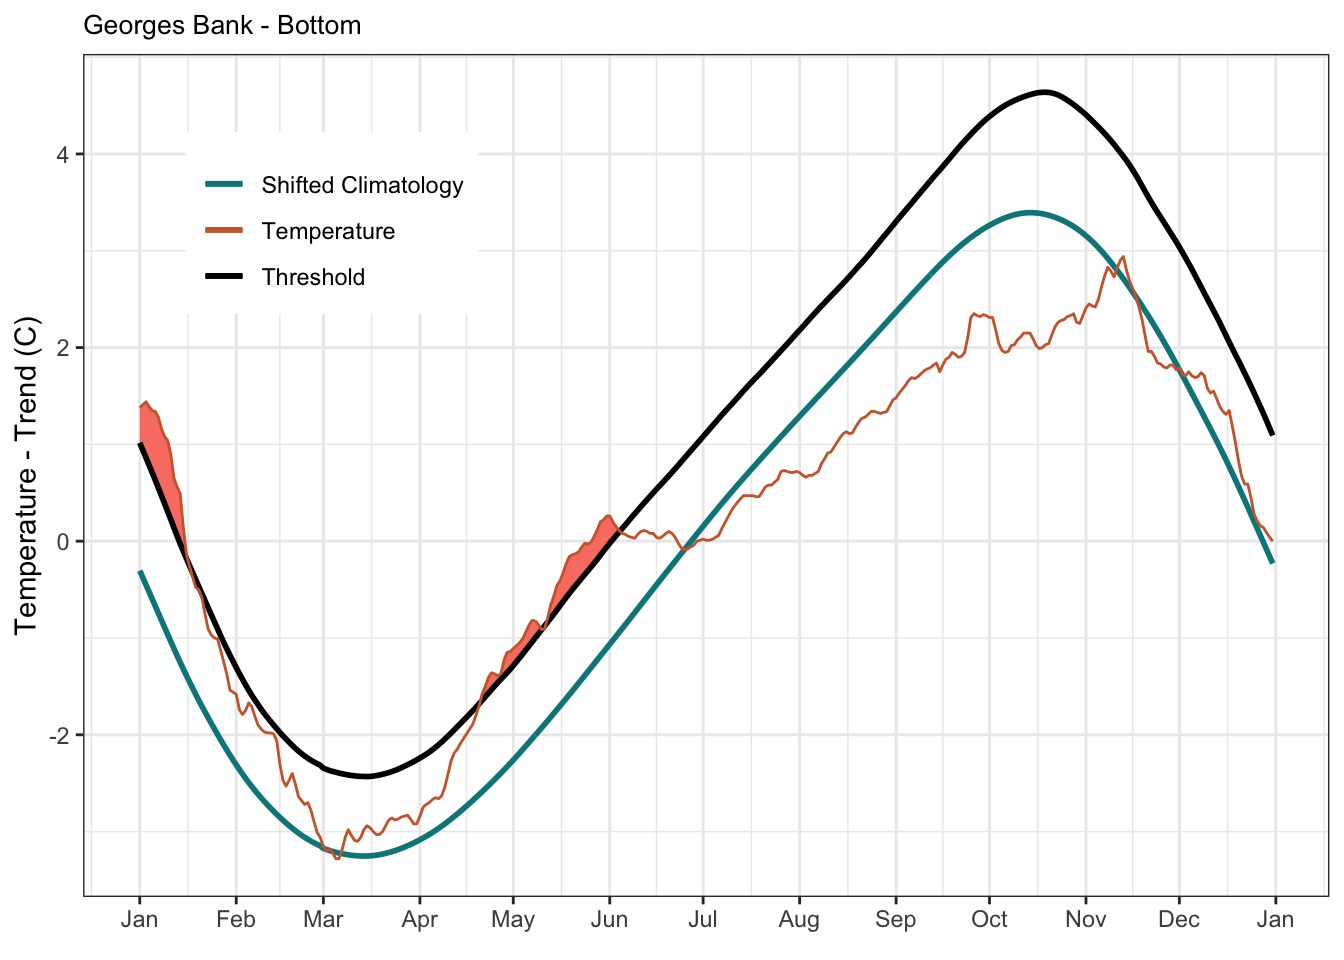 Georges Bank - Bottom
Temperature - Trend (C)
4
2
0
-2
Shifted Climatology
Temperature
Threshold
Jan Feb Mar Apr May Jun Jul Aug Sep Oct Nov Dec Jan